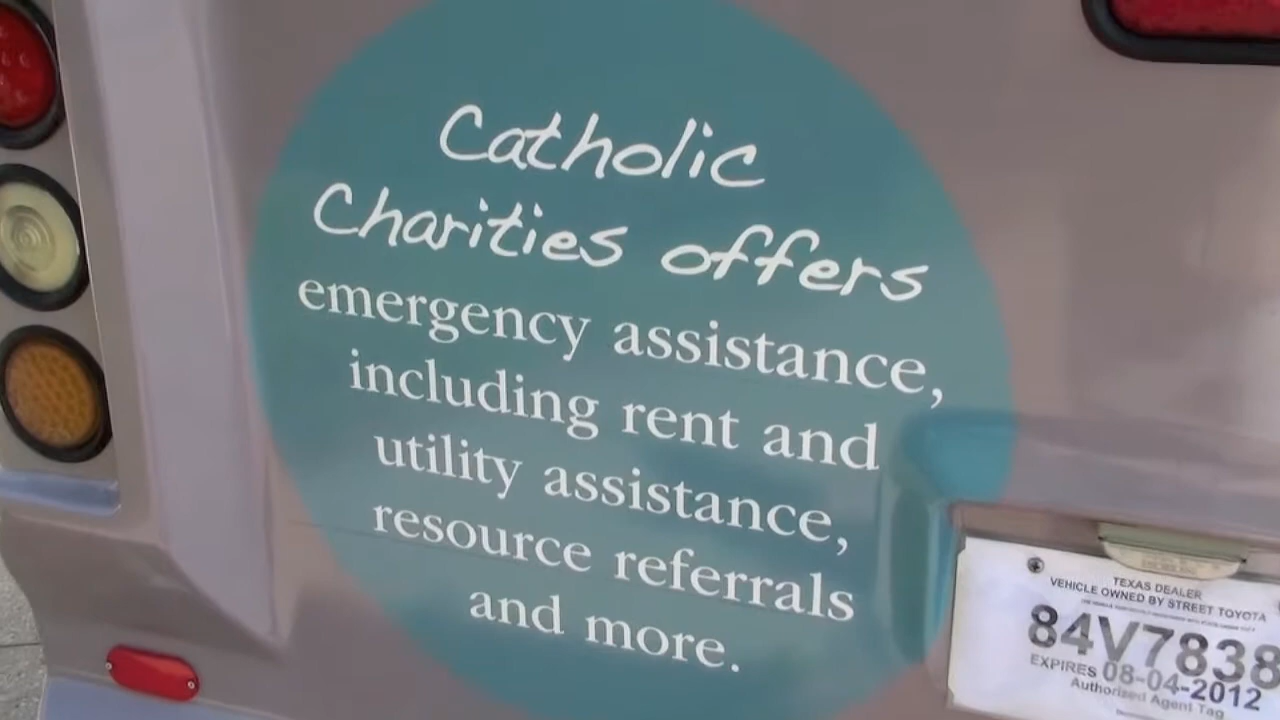 Catholic
Charities offers
emergency assistance,
including rent and
utility assistance,
resource referrals
and more.
TEXAS DEALER
VEHICLE OWNED BY STREET TOYOTA
84V7838
EXPIRES 08-04-2012
Authorized Agent Tag